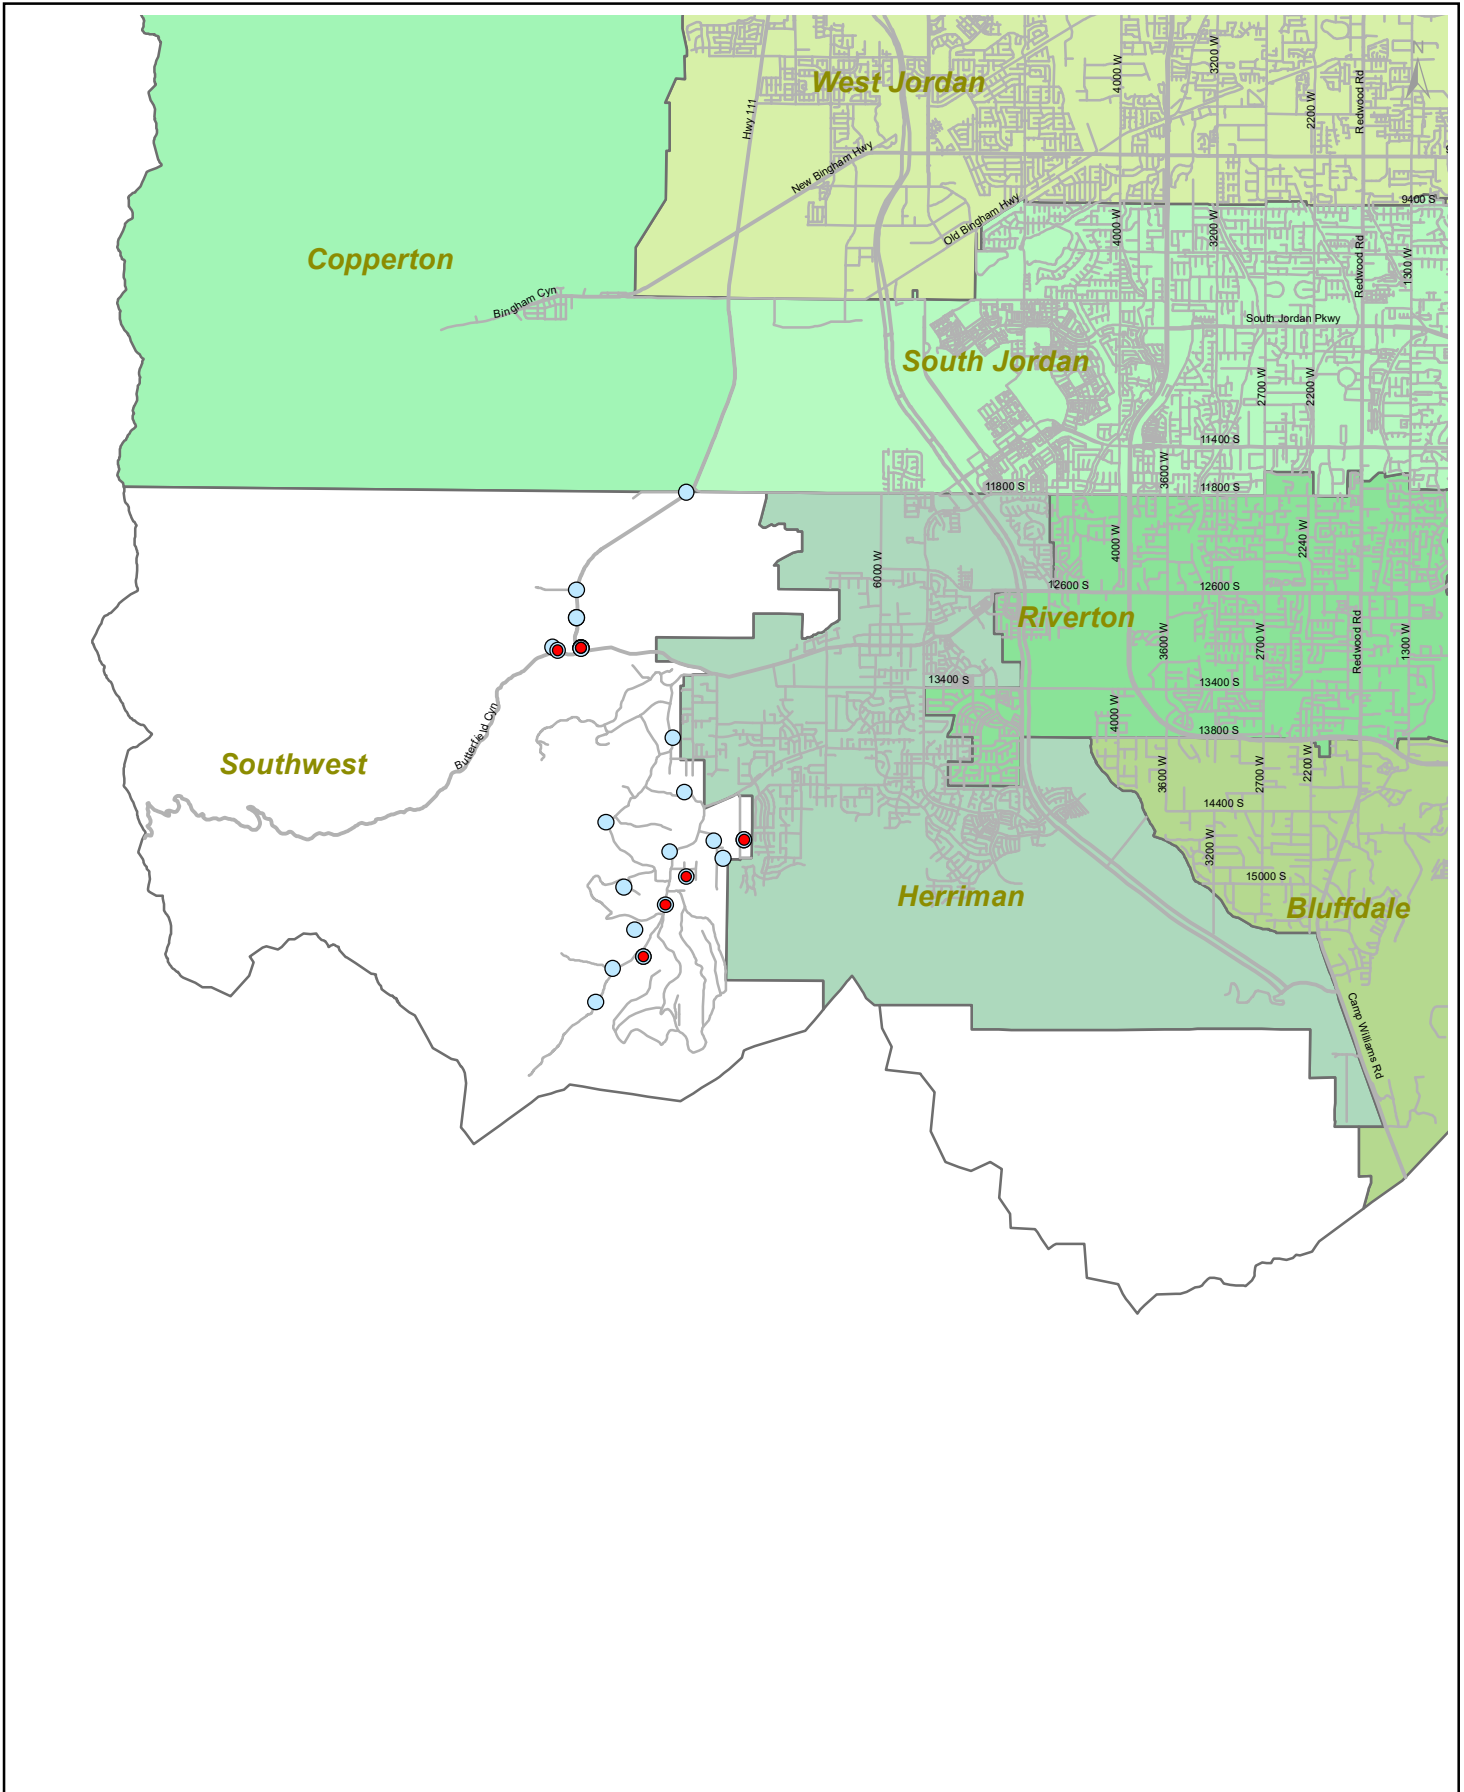 West Jordan
3200 W
4000 W
2200 W
Redwood Rd
N
Hwy 111
New Bingham Hwy
Old Bingham Hwy
9400 S
4000 W
3200 W
Redwood Rd
1300 W
Copperton
Bingham Cyn
South Jordan Pkwy
South Jordan
2700 W
2200 W
11400 S
3600 W
11800 S
11800 S
6000 W
4000 W
2240 W
12600 S
12600 S
Riverton
3600 W
2700 W
Redwood Rd
1300 W
13400 S
13400 S
4000 W
13800 S
Butterfield Cyn
Southwest
3600 W
2700 W
2200 W
14400 S
3200 W
15000 S
Herriman
Bluffdale
Camp Williams Rd